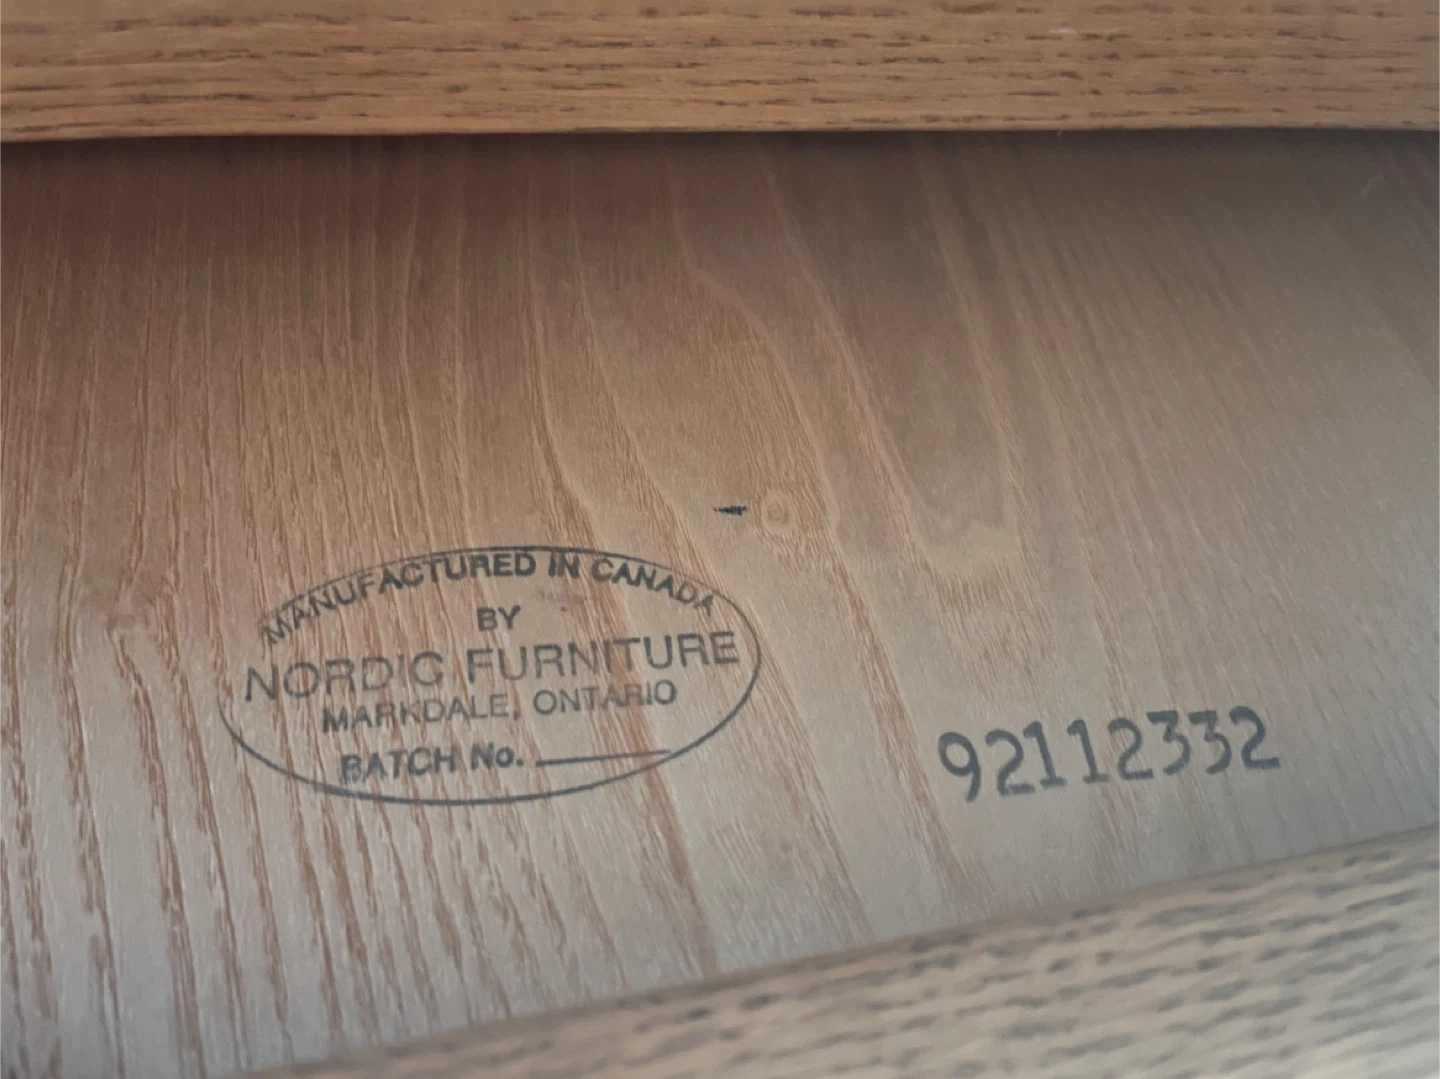 MANUFACTURED IN CANADA
BY
NORDIC FURNITURE
MARKDALE, ONTARIO
BATCH No.
92112332